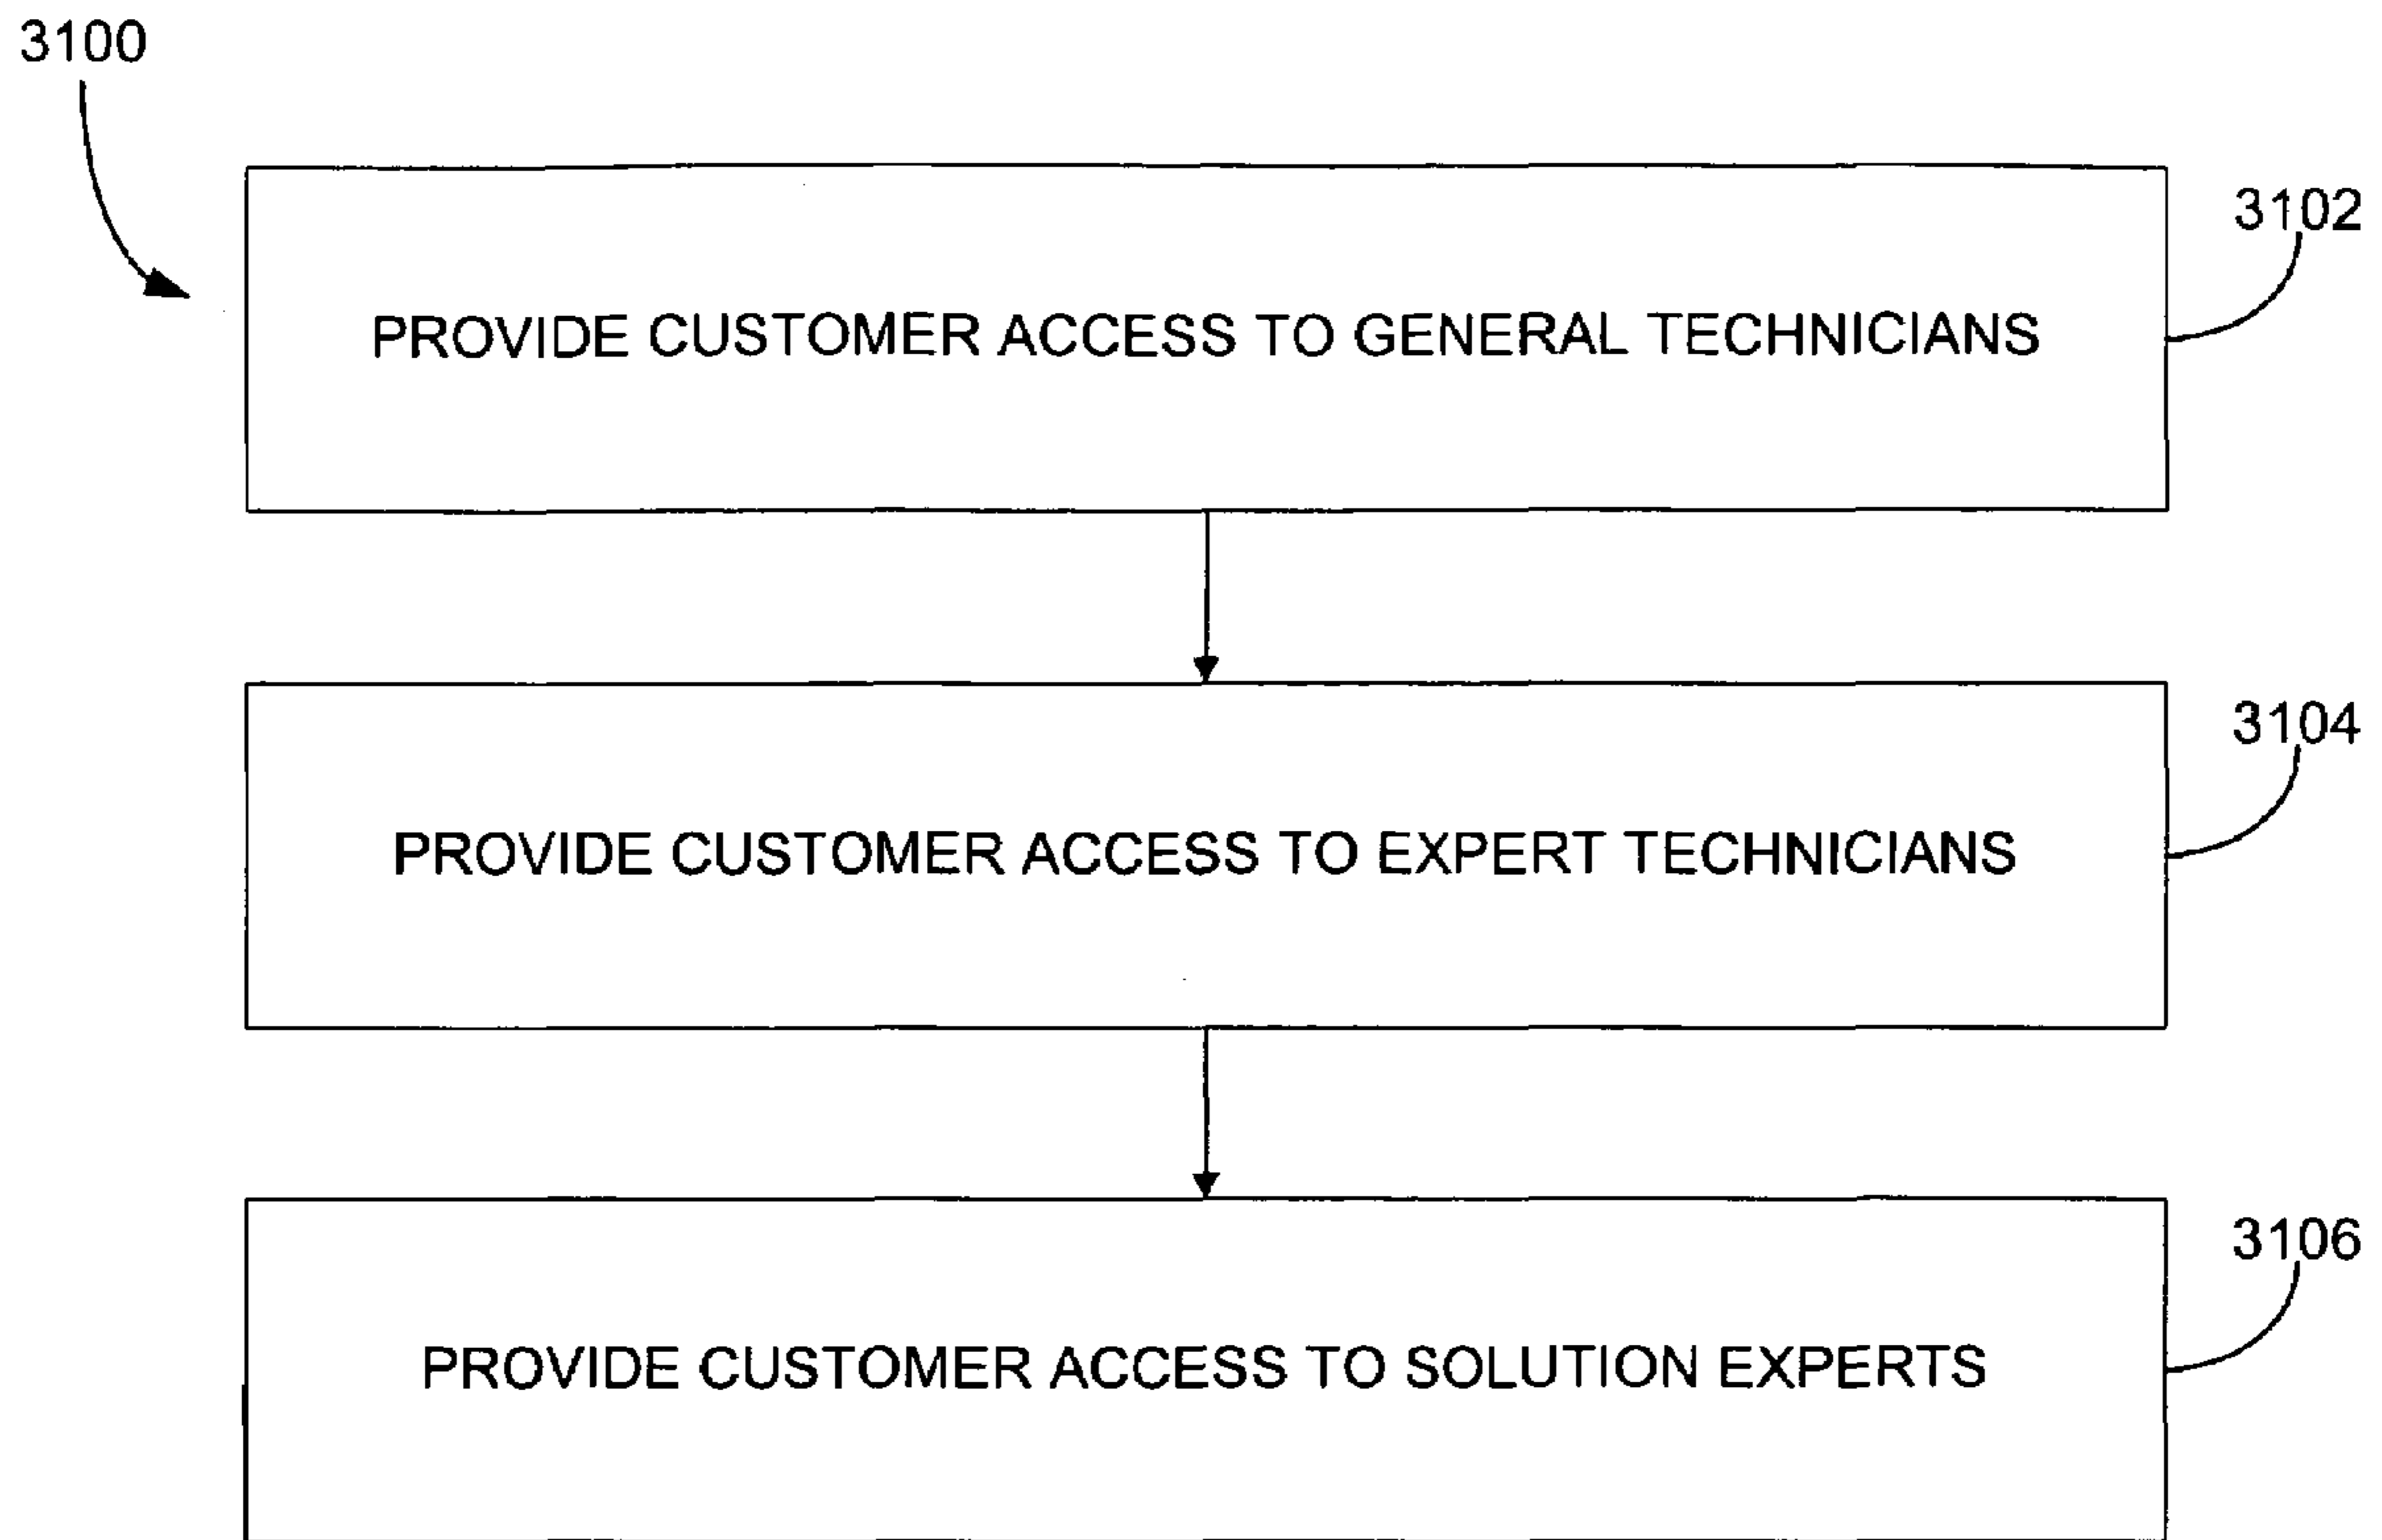 3100
3102
PROVIDE CUSTOMER ACCESS TO GENERAL TECHNICIANS
3104
PROVIDE CUSTOMER ACCESS TO EXPERT TECHNICIANS
3106
PROVIDE CUSTOMER ACCESS TO SOLUTION EXPERTS